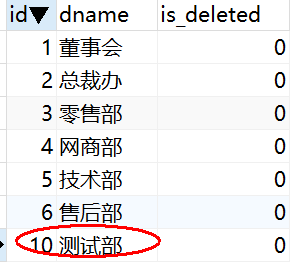 id▼ dname is_deleted
1 董事会 0
2 总裁办 0
3 零售部 0
4 网商部 0
5 技术部 0
6 售后部 0
10 测试部 0